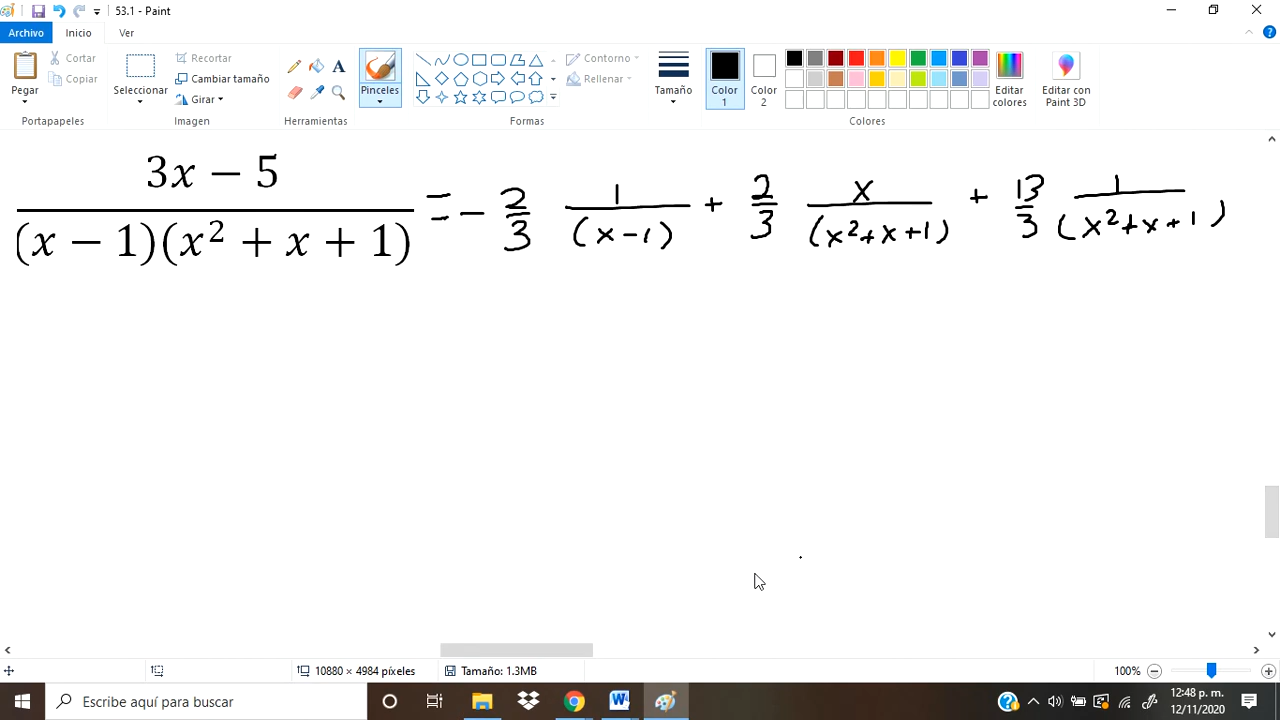 53.1 - Paint
Archivo Inicio Ver
Pegar Cortar Copiar Seleccionar Recortar Cambiar tamaño Girar A Pinceles Contorno Rellenar Tamaño Color 1 Color 2 Editar colores Editar con Paint 3D
Portapapeles Imagen Herramientas Formas Colores
(3x − 5)/((x − 1)(x² + x + 1)) = − 2/3 1/(x−1) + 2/3 x/(x²+x+1) + 13/3 1/(x²+x+1)
10880 × 4984 píxeles Tamaño: 1.3MB 100%
Escribe aquí para buscar 12:48 p. m.
12/11/2020